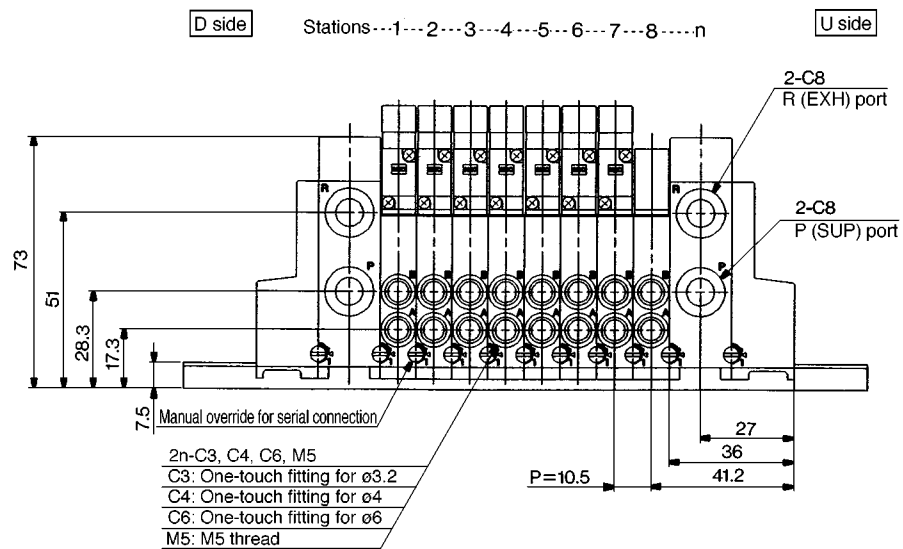 D side
Stations---1---2---3---4---5---6---7---8-----n
U side
2-C8
R (EXH) port
2-C8
P (SUP) port
R
R
P
P
B B B B B B B B
A A A A A A A A
73
51
28.3
17.3
7.5
Manual override for serial connection
2n-C3, C4, C6, M5
C3: One-touch fitting for ø3.2
C4: One-touch fitting for ø4
C6: One-touch fitting for ø6
M5: M5 thread
P=10.5
27
36
41.2